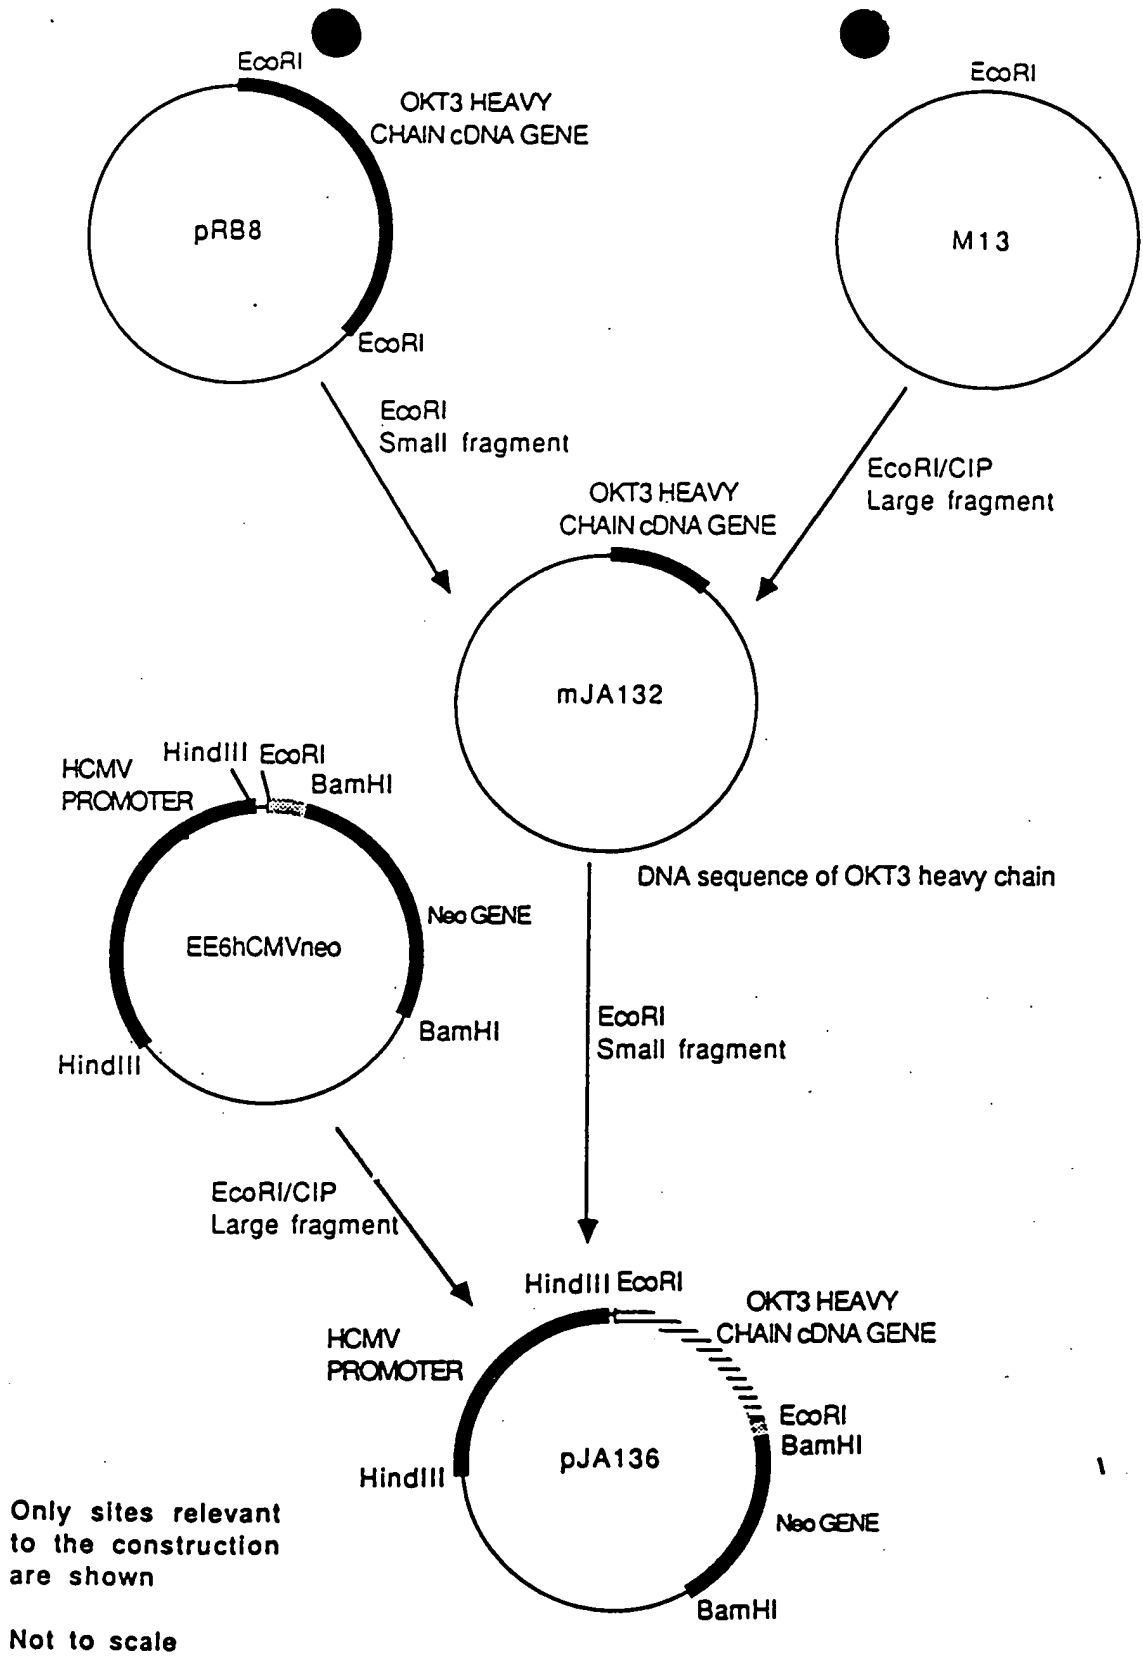 EcoRI
OKT3 HEAVY
CHAIN cDNA GENE
pRB8
EcoRI
EcoRI
M13
EcoRI
Small fragment
EcoRI/CIP
Large fragment
OKT3 HEAVY
CHAIN cDNA GENE
mJA132
HindIII EcoRI
BamHI
HCMV
PROMOTER
DNA sequence of OKT3 heavy chain
Neo GENE
EE6hCMVneo
BamHI
HindIII
EcoRI
Small fragment
EcoRI/CIP
Large fragment
HindIII EcoRI
OKT3 HEAVY
CHAIN cDNA GENE
HCMV
PROMOTER
EcoRI
BamHI
pJA136
HindIII
Neo GENE
BamHI
Only sites relevant
to the construction
are shown
Not to scale